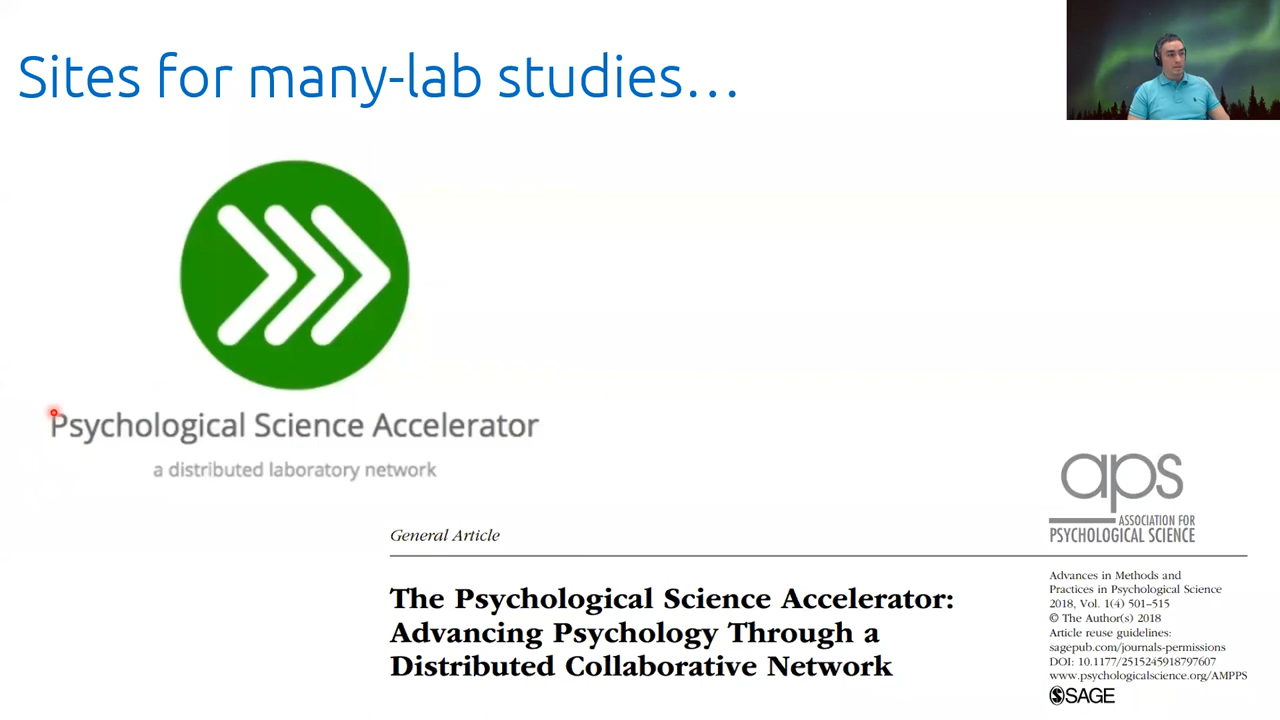 Sites for many-lab studies…
Psychological Science Accelerator
a distributed laboratory network
aps
ASSOCIATION FOR
PSYCHOLOGICAL SCIENCE
General Article
The Psychological Science Accelerator:
Advancing Psychology Through a
Distributed Collaborative Network
Advances in Methods and
Practices in Psychological Science
2018, Vol. 1(4) 501–515
© The Author(s) 2018
Article reuse guidelines:
sagepub.com/journals-permissions
DOI: 10.1177/2515245918797607
www.psychologicalscience.org/AMPPS
SAGE